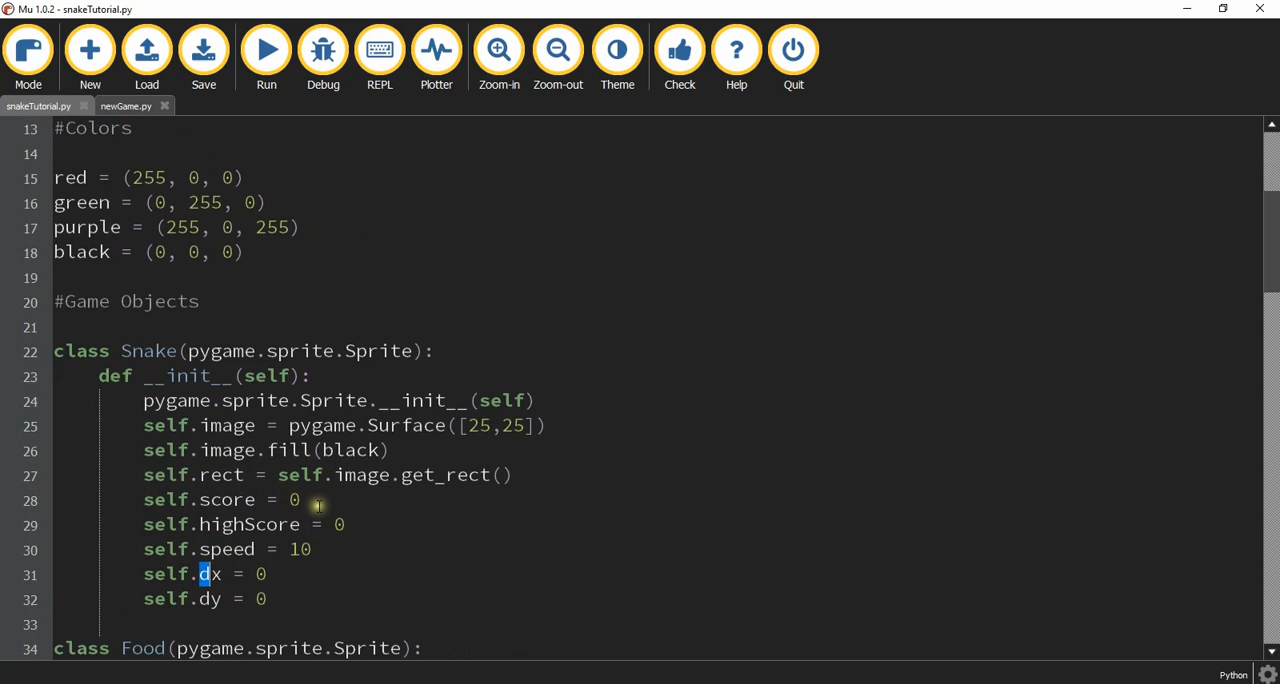 Mu 1.0.2 - snakeTutorial.py
Mode New Load Save Run Debug REPL Plotter Zoom-in Zoom-out Theme Check Help Quit
snakeTutorial.py newGame.py
13 #Colors
14
15 red = (255, 0, 0)
16 green = (0, 255, 0)
17 purple = (255, 0, 255)
18 black = (0, 0, 0)
19
20 #Game Objects
21
22 class Snake(pygame.sprite.Sprite):
23 def __init__(self):
24 pygame.sprite.Sprite.__init__(self)
25 self.image = pygame.Surface([25,25])
26 self.image.fill(black)
27 self.rect = self.image.get_rect()
28 self.score = 0
29 self.highScore = 0
30 self.speed = 10
31 self.dx = 0
32 self.dy = 0
33
34 class Food(pygame.sprite.Sprite):
Python